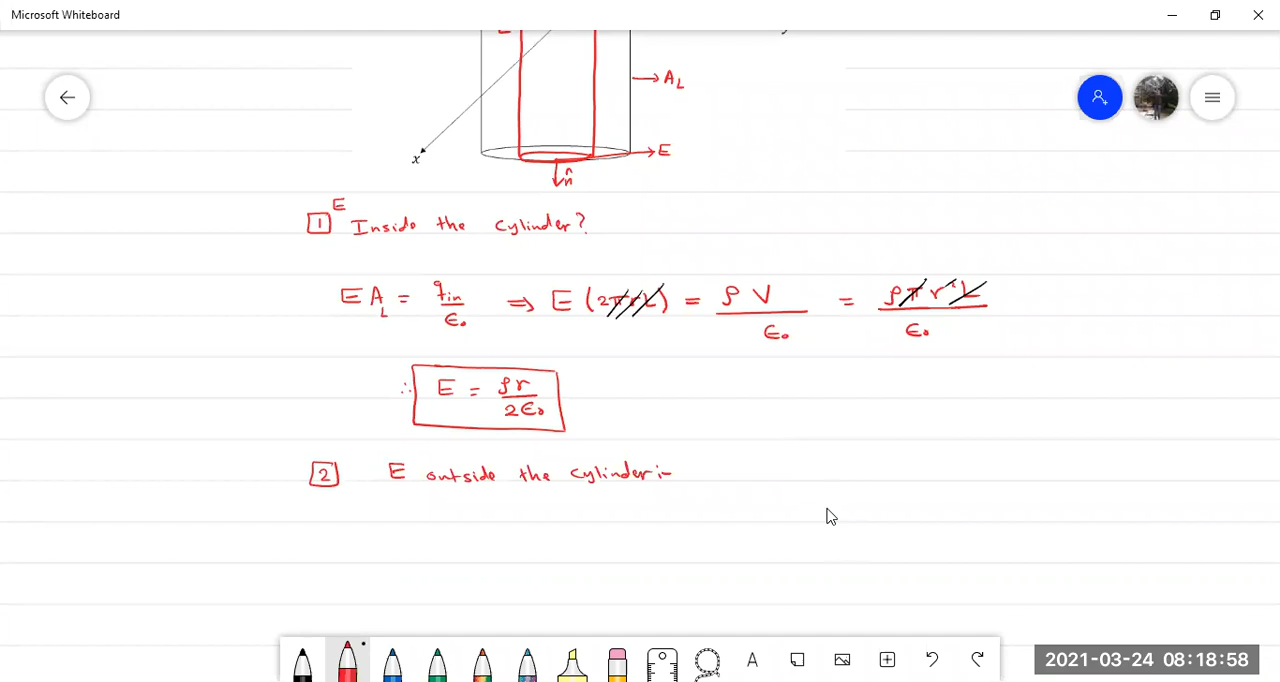 Microsoft Whiteboard
y
A_L
E
x
n̂
E
1 Inside the cylinder?
E A_L = q_in/ε₀ ⇒ E (2πrL) = ρ V/ε₀ = ρ π r² L/ε₀
∴ E = ρr/2ε₀
2 E outside the cylinder:-
A
2021-03-24 08:18:58